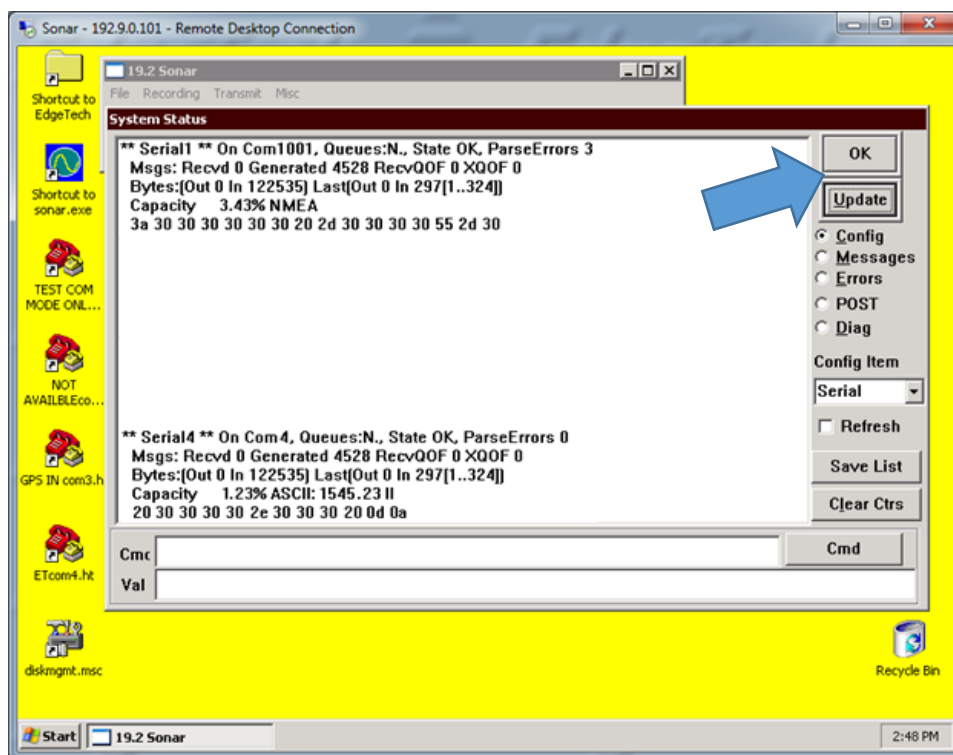 Sonar - 192.9.0.101 - Remote Desktop Connection
Shortcut to
EdgeTech
Shortcut to
sonar.exe
TEST COM
MODE ONL...
NOT
AVAILBLEco...
GPS IN com3.h
ETcom4.ht
diskmgmt.msc
19.2 Sonar
File Recording Transmit Misc
System Status
** Serial1 ** On Com1001, Queues:N., State OK, ParseErrors 3
Msgs: Recvd 0 Generated 4528 RecvQOF 0 XQOF 0
Bytes:(Out 0 In 122535) Last(Out 0 In 297[1..324])
Capacity 3.43% NMEA
3a 30 30 30 30 30 30 20 2d 30 30 30 30 55 2d 30
** Serial4 ** On Com4, Queues:N., State OK, ParseErrors 0
Msgs: Recvd 0 Generated 4528 RecvQOF 0 XQOF 0
Bytes:(Out 0 In 122535) Last(Out 0 In 297[1..324])
Capacity 1.23% ASCII: 1545.23 II
20 30 30 30 30 2e 30 30 30 20 0d 0a
OK
Update
Config
Messages
Errors
POST
Diag
Config Item
Serial
Refresh
Save List
Clear Ctrs
Cmd
Val
Cmd
Recycle Bin
Start
19.2 Sonar
2:48 PM